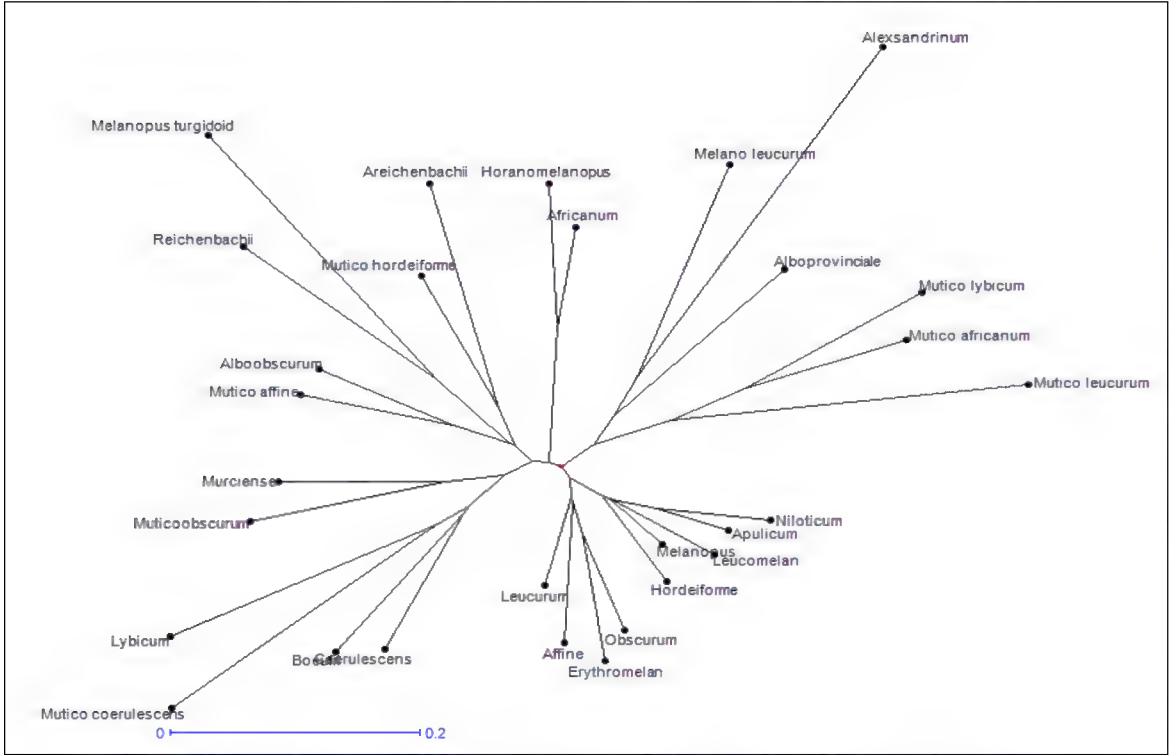 Alexsandrinum
Melanopus turgidoid
Melano leucurum
Areichenbachii
Horanomelanopus
Africanum
Reichenbachii
Mutico hordeiforme
Alboprovinciale
Mutico lybicum
Mutico africanum
Alboobscurum
Mutico leucurum
Mutico affine
Murciense
Muticoobscurum
Niloticum
Apulicum
Melanopus
Leucomelan
Hordeiforme
Leucurum
Lybicum
Obscurum
Affine
Coerulescens
Erythromelan
Mutico coerulescens
0
0.2